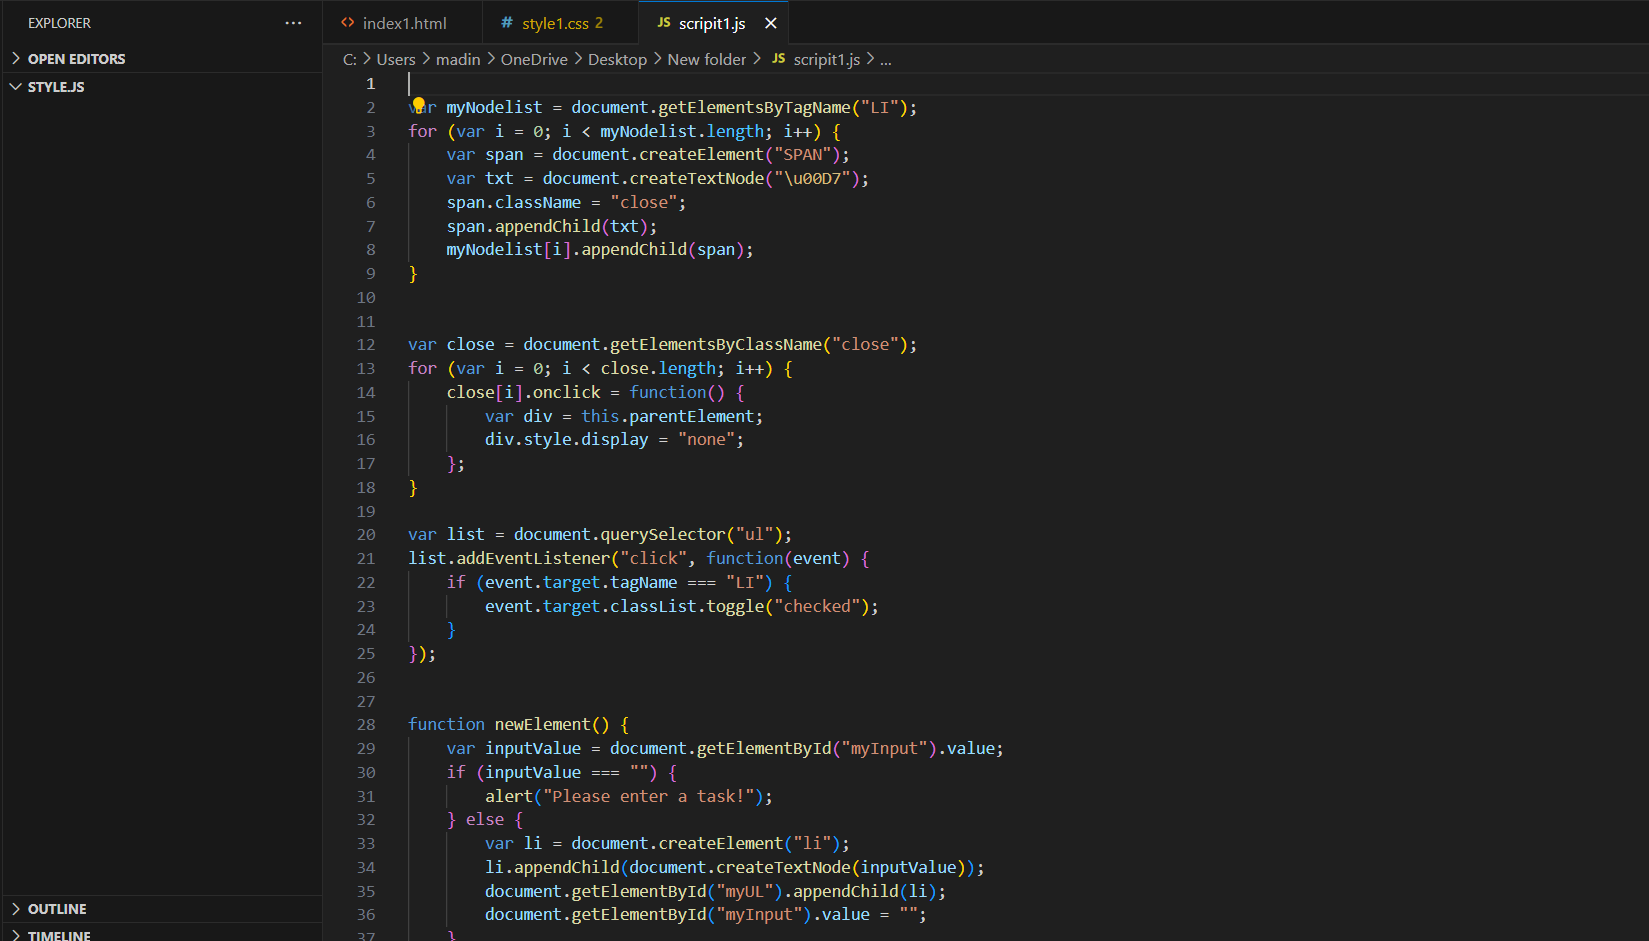 EXPLORER ...
OPEN EDITORS
STYLE.JS
OUTLINE
TIMELINE
<> index1.html # style1.css 2 JS scripit1.js ×
C: > Users > madin > OneDrive > Desktop > New folder > JS scripit1.js > ...
1
2 var myNodelist = document.getElementsByTagName("LI");
3 for (var i = 0; i < myNodelist.length; i++) {
4     var span = document.createElement("SPAN");
5     var txt = document.createTextNode("\u00D7");
6     span.className = "close";
7     span.appendChild(txt);
8     myNodelist[i].appendChild(span);
9 }
10
11
12 var close = document.getElementsByClassName("close");
13 for (var i = 0; i < close.length; i++) {
14     close[i].onclick = function() {
15         var div = this.parentElement;
16         div.style.display = "none";
17     };
18 }
19
20 var list = document.querySelector("ul");
21 list.addEventListener("click", function(event) {
22     if (event.target.tagName === "LI") {
23         event.target.classList.toggle("checked");
24     }
25 });
26
27
28 function newElement() {
29     var inputValue = document.getElementById("myInput").value;
30     if (inputValue === "") {
31         alert("Please enter a task!");
32     } else {
33         var li = document.createElement("li");
34         li.appendChild(document.createTextNode(inputValue));
35         document.getElementById("myUL").appendChild(li);
36         document.getElementById("myInput").value = "";
37     }